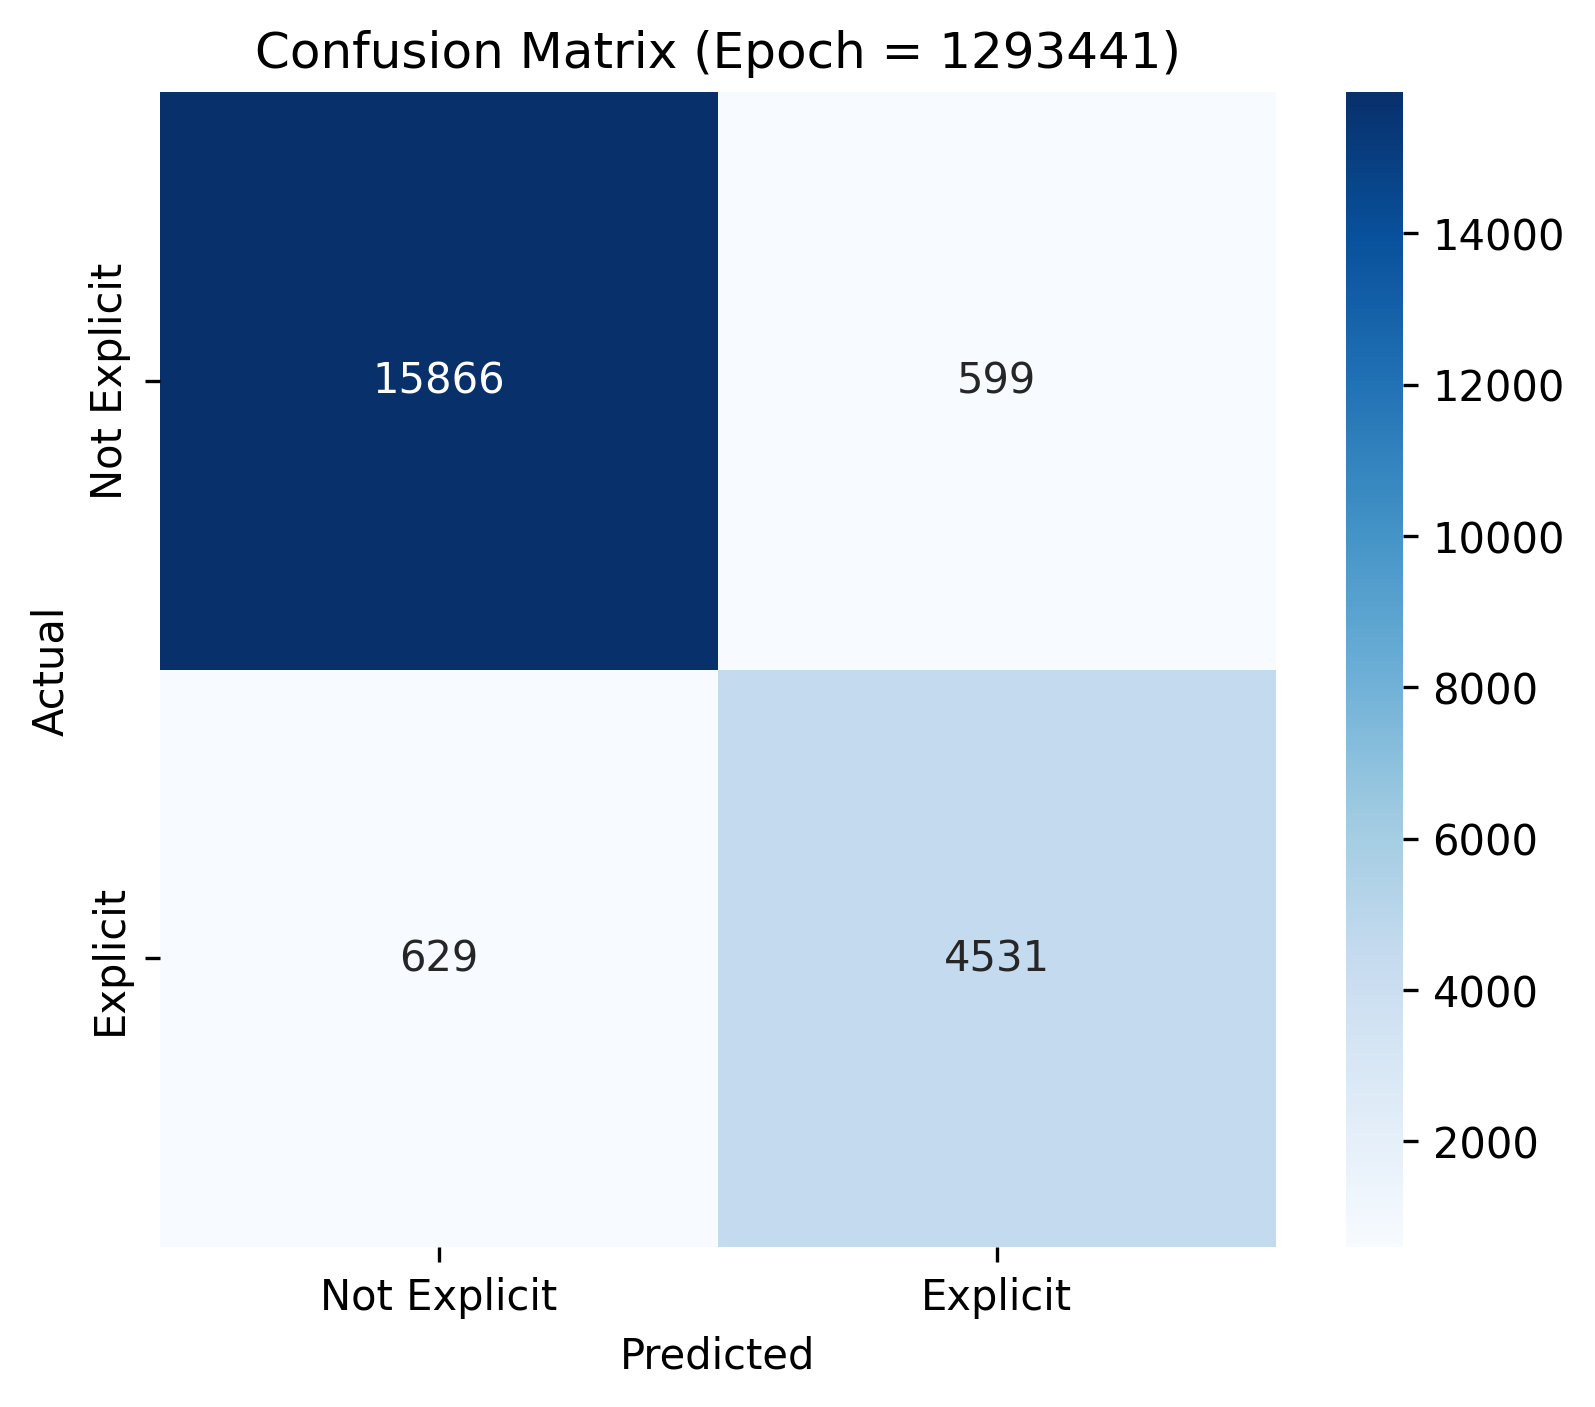 Confusion Matrix (Epoch = 1293441)
Actual
Not Explicit
Explicit
15866
599
629
4531
Not Explicit
Explicit
Predicted
14000
12000
10000
8000
6000
4000
2000